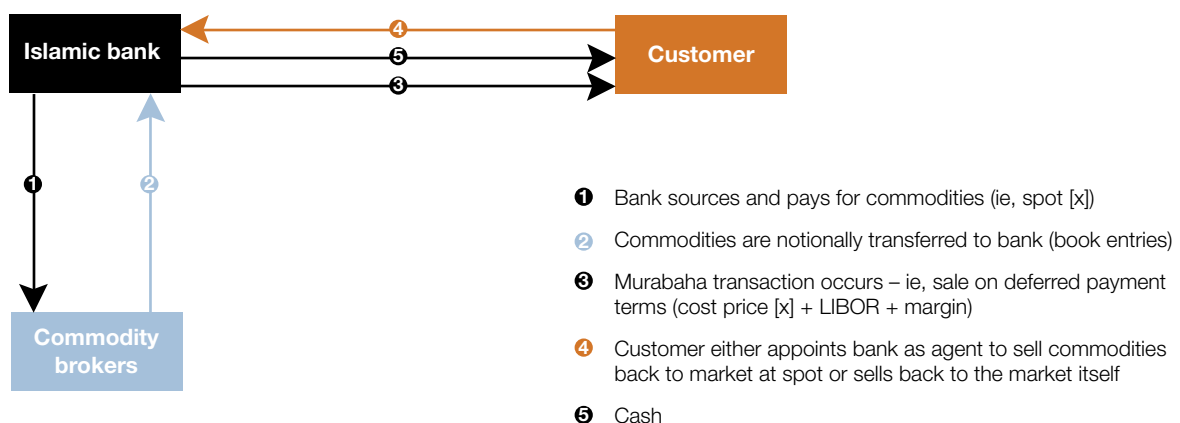 4
Islamic bank
5
Customer
3
1
2
Commodity
brokers
1 Bank sources and pays for commodities (ie, spot [x])
2 Commodities are notionally transferred to bank (book entries)
3 Murabaha transaction occurs – ie, sale on deferred payment
terms (cost price [x] + LIBOR + margin)
4 Customer either appoints bank as agent to sell commodities
back to market at spot or sells back to the market itself
5 Cash